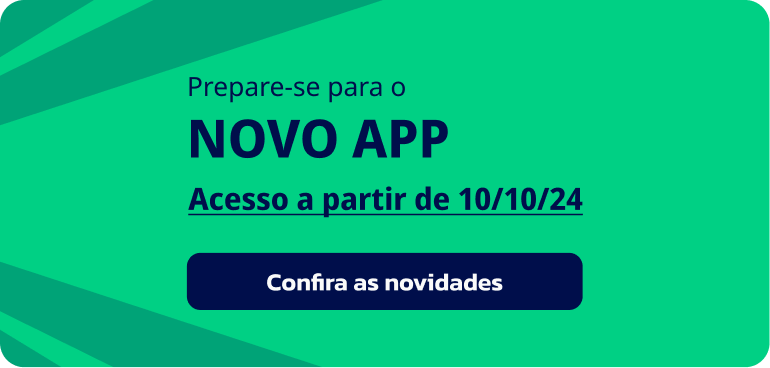 Prepare-se para o
NOVO APP
Acesso a partir de 10/10/24
Confira as novidades